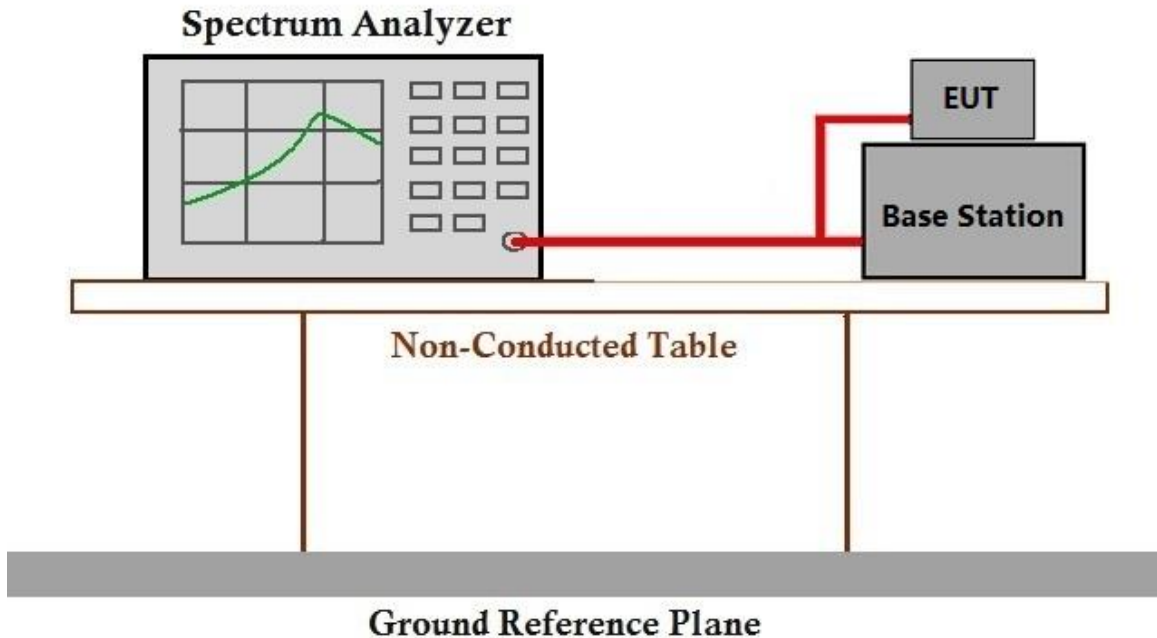 Spectrum Analyzer
EUT
Base Station
Non-Conducted Table
Ground Reference Plane